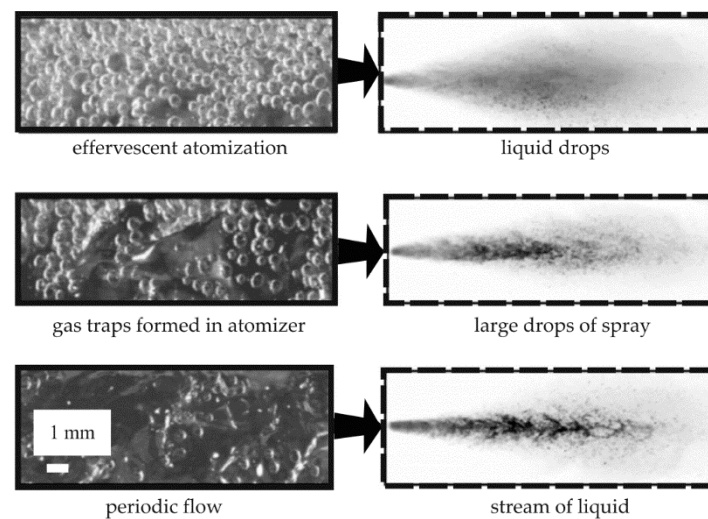 effervescent atomization
liquid drops
gas traps formed in atomizer
large drops of spray
1 mm
periodic flow
stream of liquid